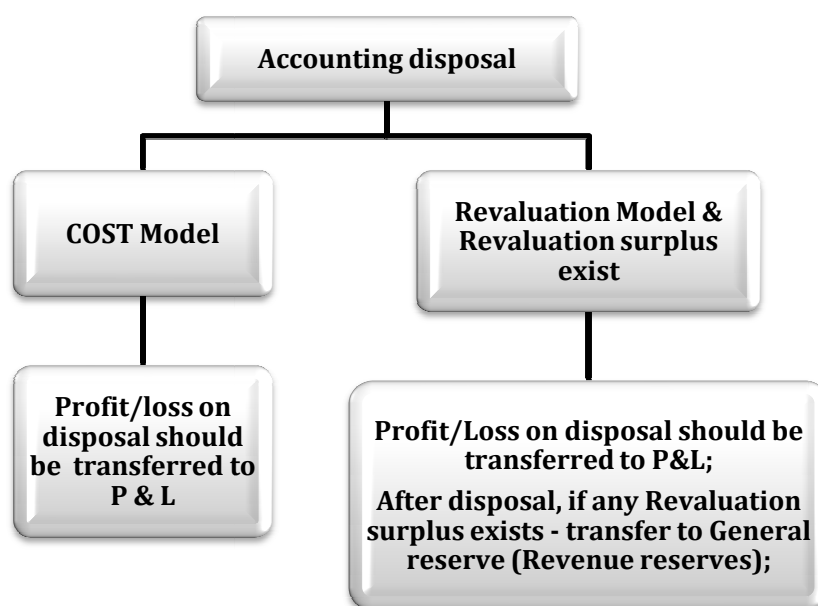 Accounting disposal
COST Model
Revaluation Model &
Revaluation surplus
exist
Profit/loss on
disposal should
be transferred to
P & L
Profit/Loss on disposal should be
transferred to P&L;
After disposal, if any Revaluation
surplus exists - transfer to General
reserve (Revenue reserves);